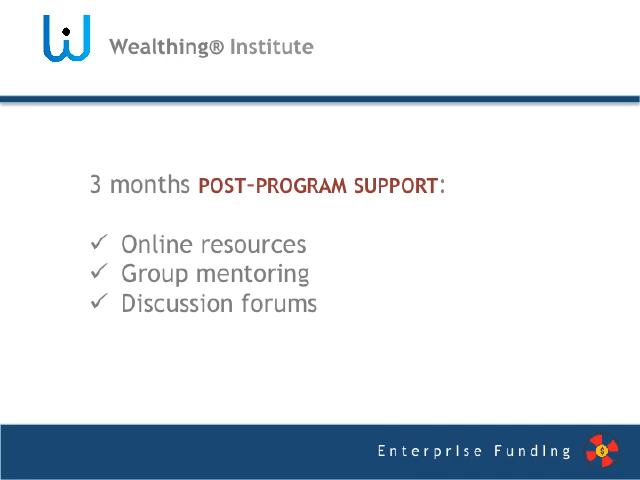 Wealthing® Institute
3 months POST-PROGRAM SUPPORT:
✓ Online resources
✓ Group mentoring
✓ Discussion forums
Enterprise Funding
$